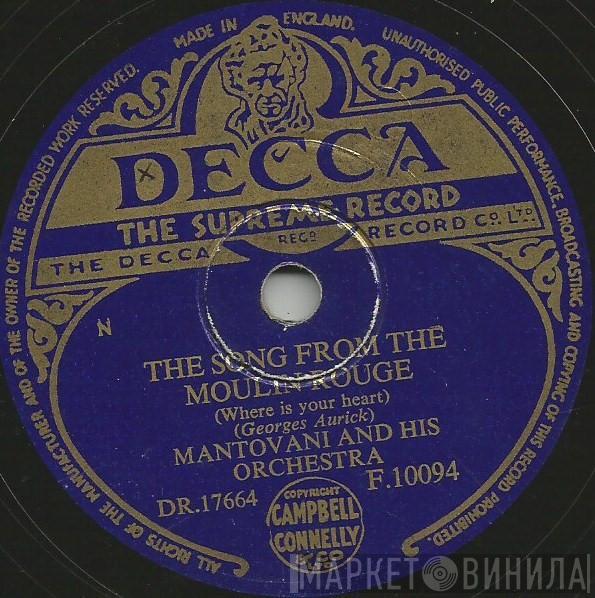 MADE IN ENGLAND.
ALL RIGHTS OF THE MANUFACTURER AND OF THE OWNER OF THE RECORDED WORK RESERVED.
UNAUTHORISED PUBLIC PERFORMANCE, BROADCASTING AND COPYING OF THIS RECORD PROHIBITED.
DECCA
THE SUPREME RECORD
REGD
THE DECCA RECORD CO. LTD.
N
THE SONG FROM THE
MOULIN ROUGE
(Where is your heart)
(Georges Aurick)
MANTOVANI AND HIS
ORCHESTRA
DR.17664
F.10094
COPYRIGHT
CAMPBELL
CONNELLY
& CO
МАРКЕТ ВИНИЛА